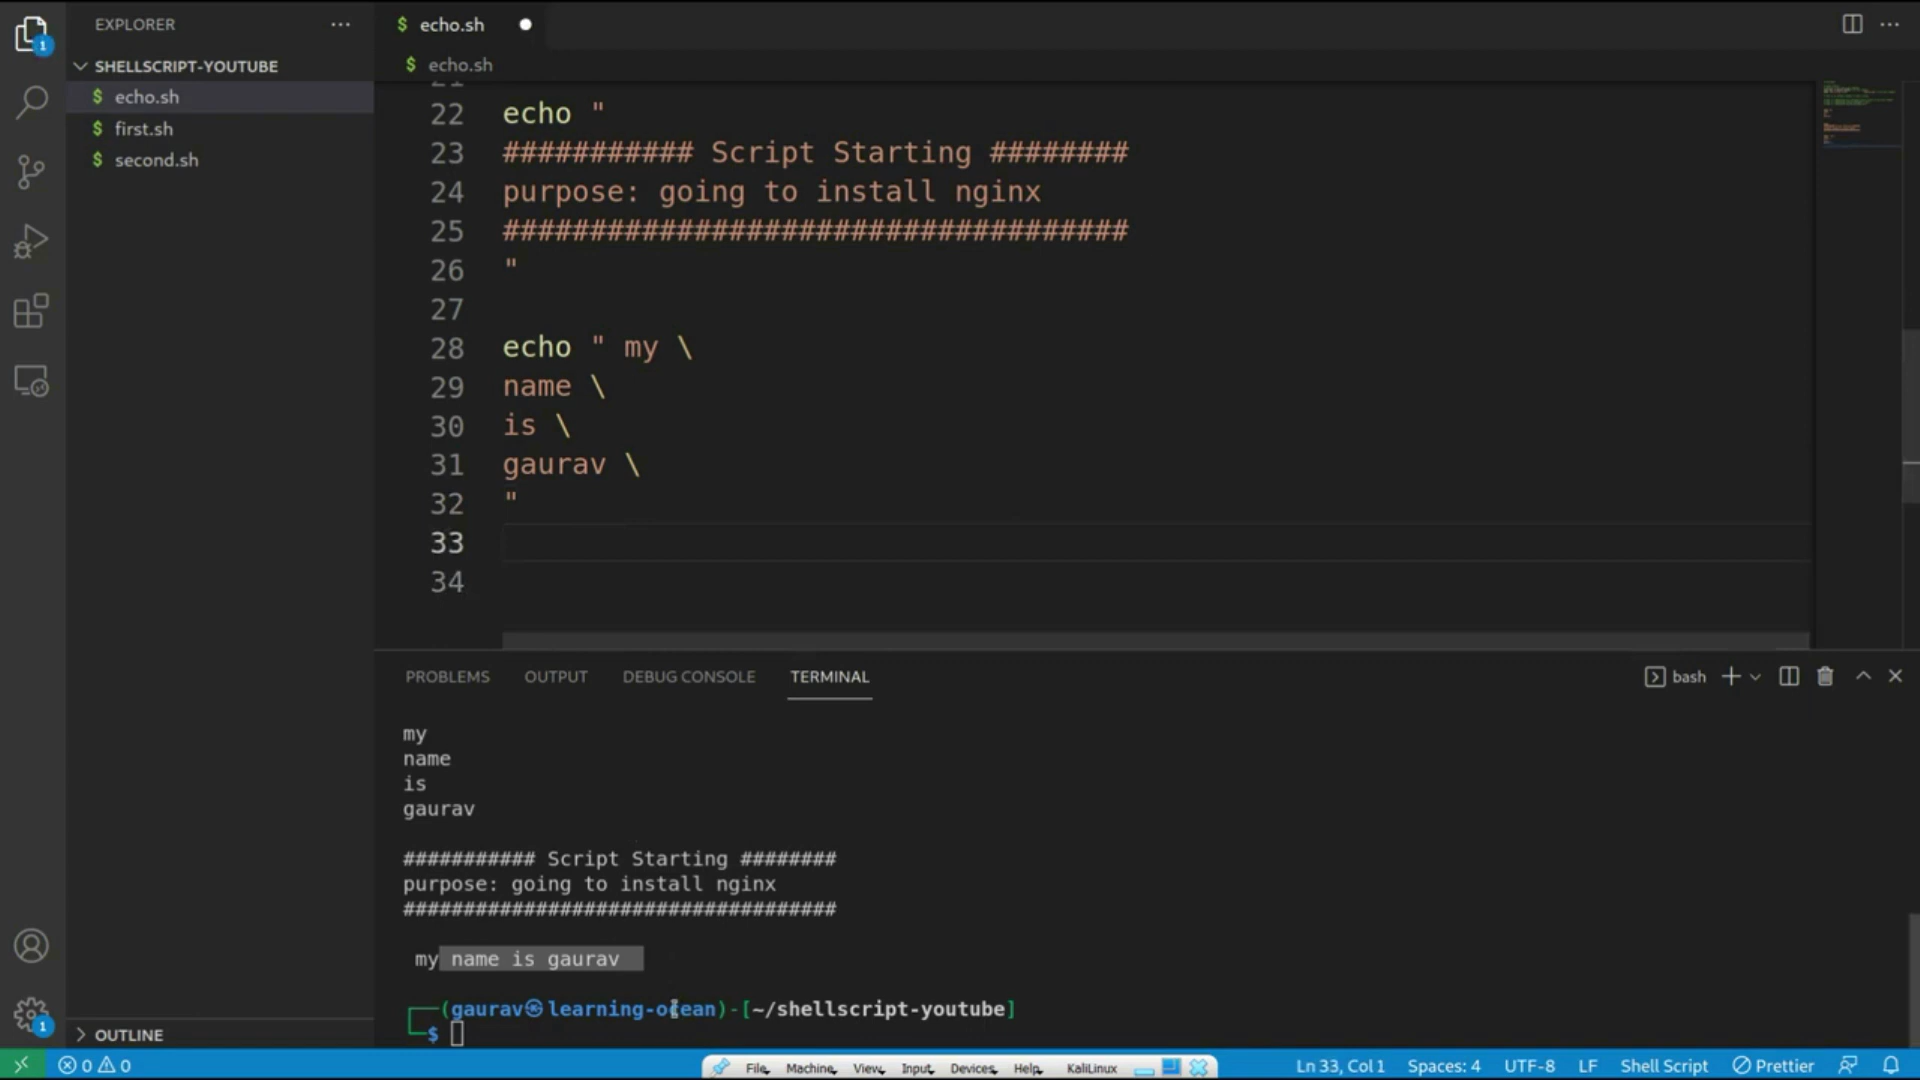 EXPLORER
SHELLSCRIPT-YOUTUBE
$ echo.sh
$ first.sh
$ second.sh
OUTLINE
$ echo.sh
$ echo.sh
21
22 echo "
23 ########### Script Starting ########
24 purpose: going to install nginx
25 ####################################
26 "
27
28 echo " my \
29 name \
30 is \
31 gaurav \
32 "
33
34
PROBLEMS OUTPUT DEBUG CONSOLE TERMINAL
bash
my
name
is
gaurav
########### Script Starting ########
purpose: going to install nginx
####################################
my name is gaurav
(gaurav㉿learning-ocean)-[~/shellscript-youtube]
$
1
1
0 0
File Machine View Input Devices Help KaliLinux
Ln 33, Col 1 Spaces: 4 UTF-8 LF Shell Script Prettier